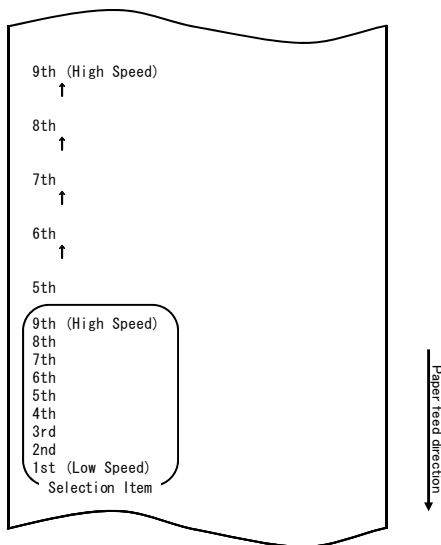 9th (High Speed)
↑
8th
↑
7th
↑
6th
↑
5th
9th (High Speed)
8th
7th
6th
5th
4th
3rd
2nd
1st (Low Speed)
Selection Item
Paper feed direction